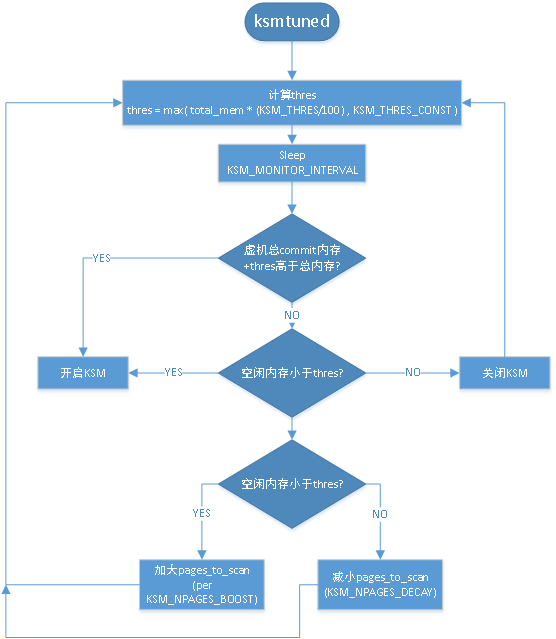 ksmtuned
计算thres
thres = max( total_mem * (KSM_THRES/100) , KSM_THRES_CONST )
Sleep
KSM_MONITOR_INTERVAL
虚机总commit内存
+thres高于总内存?
YES
NO
开启KSM
YES
空闲内存小于thres?
NO
关闭KSM
空闲内存小于thres?
YES
NO
加大pages_to_scan
(per
KSM_NPAGES_BOOST)
减小pages_to_scan
(KSM_NPAGES_DECAY)